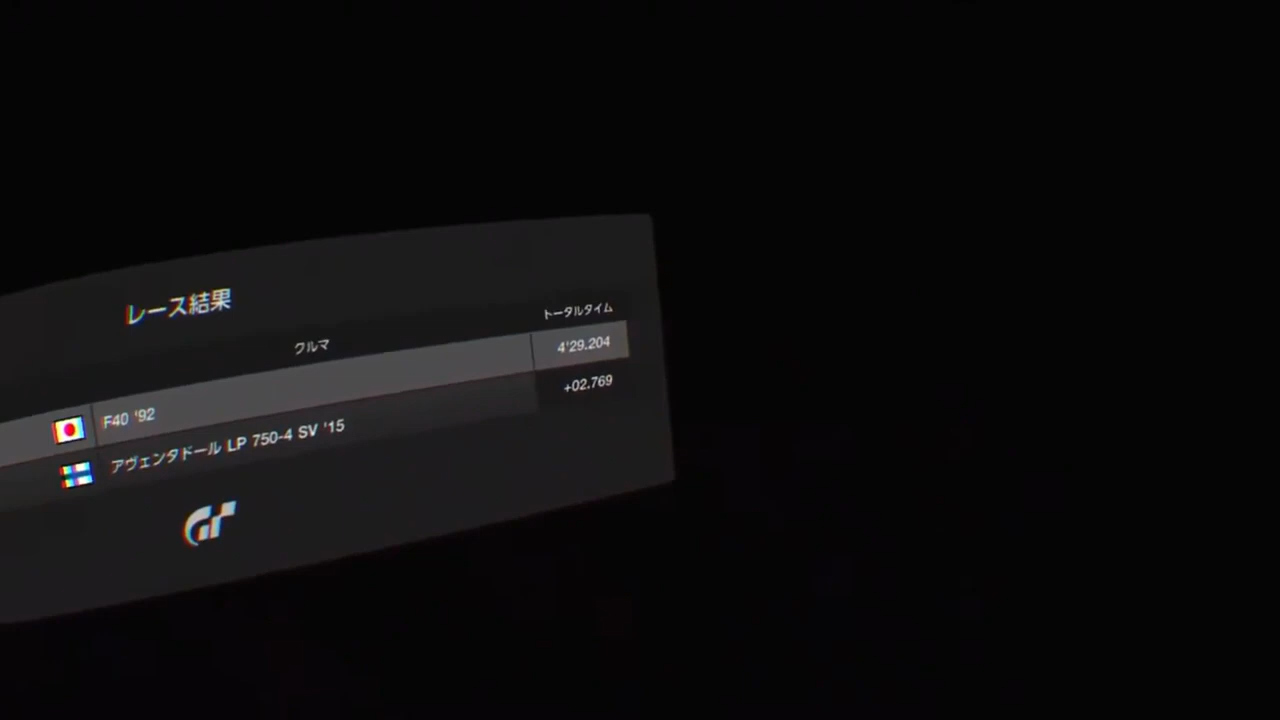 レース結果
クルマ トータルタイム
F40 '92 4'29.204
アヴェンタドール LP 750-4 SV '15 +02.769
GT